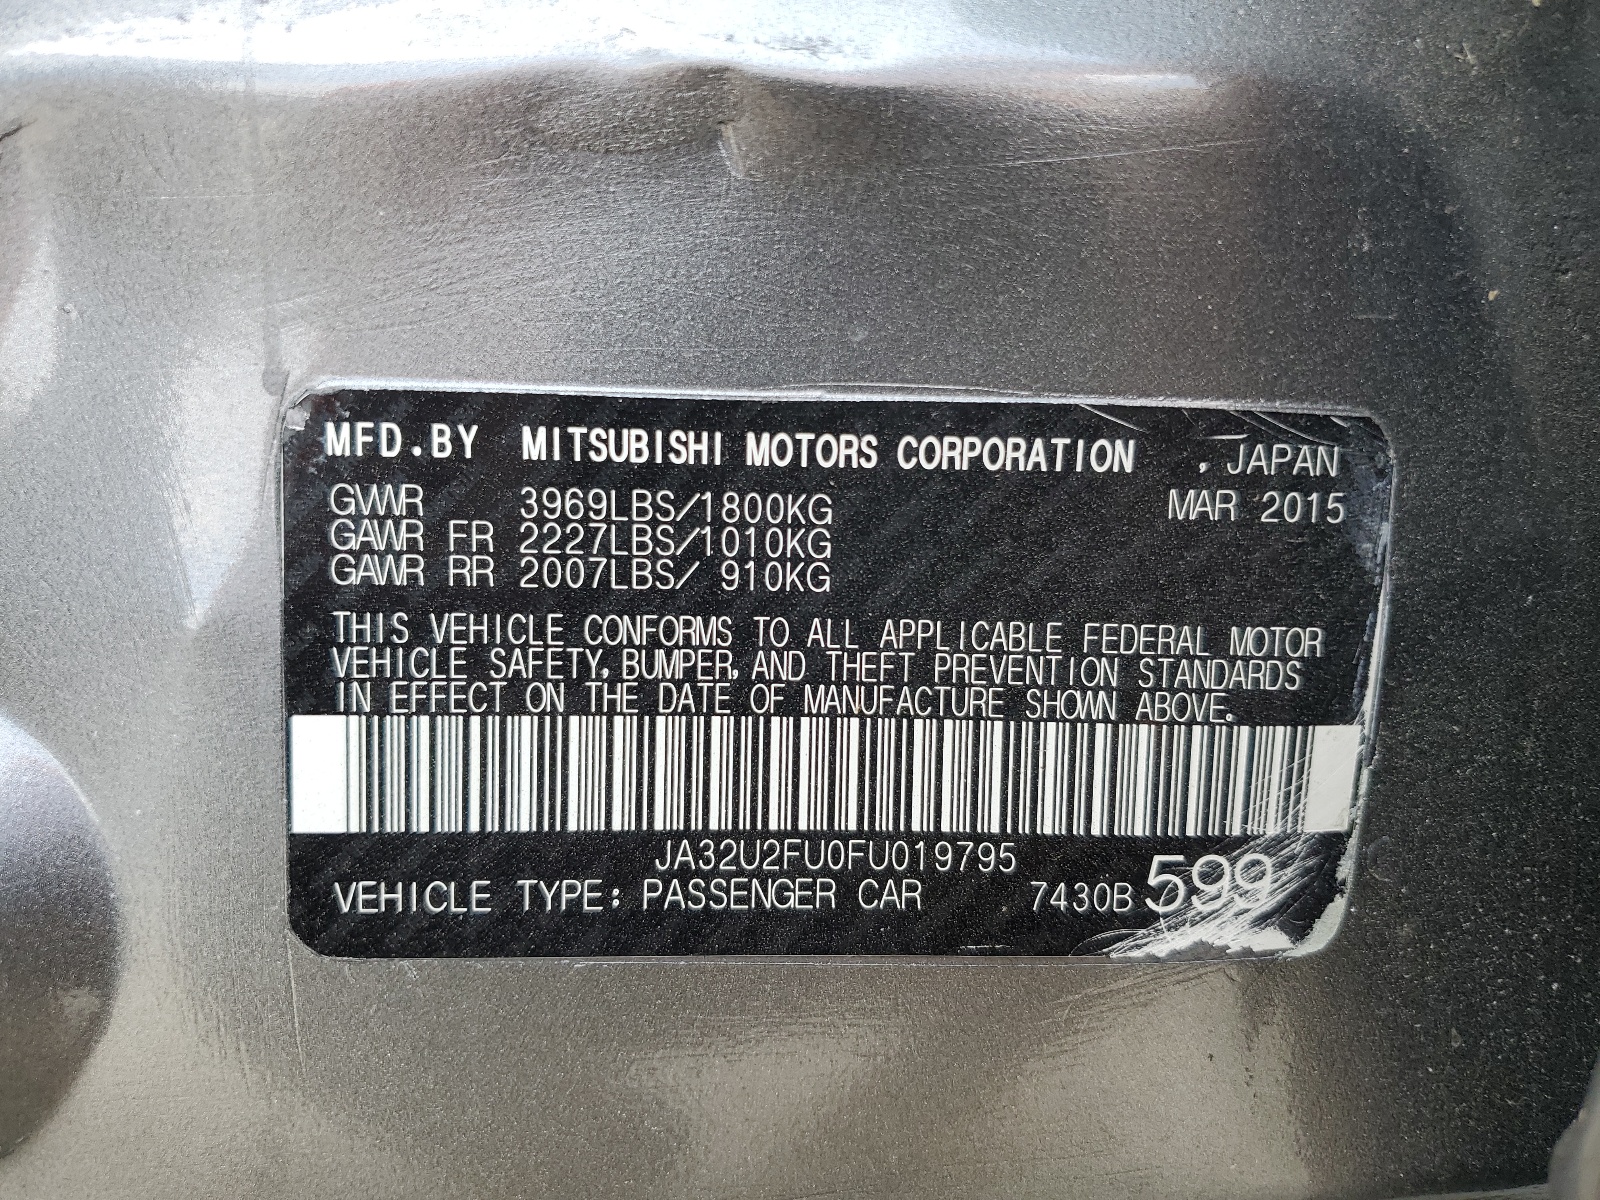 MFD.BY MITSUBISHI MOTORS CORPORATION , JAPAN
GVWR 3969LBS/1800KG MAR 2015
GAWR FR 2227LBS/1010KG
GAWR RR 2007LBS/ 910KG
THIS VEHICLE CONFORMS TO ALL APPLICABLE FEDERAL MOTOR
VEHICLE SAFETY, BUMPER, AND THEFT PREVENTION STANDARDS
IN EFFECT ON THE DATE OF MANUFACTURE SHOWN ABOVE.
JA32U2FU0FU019795
VEHICLE TYPE: PASSENGER CAR 7430B 599